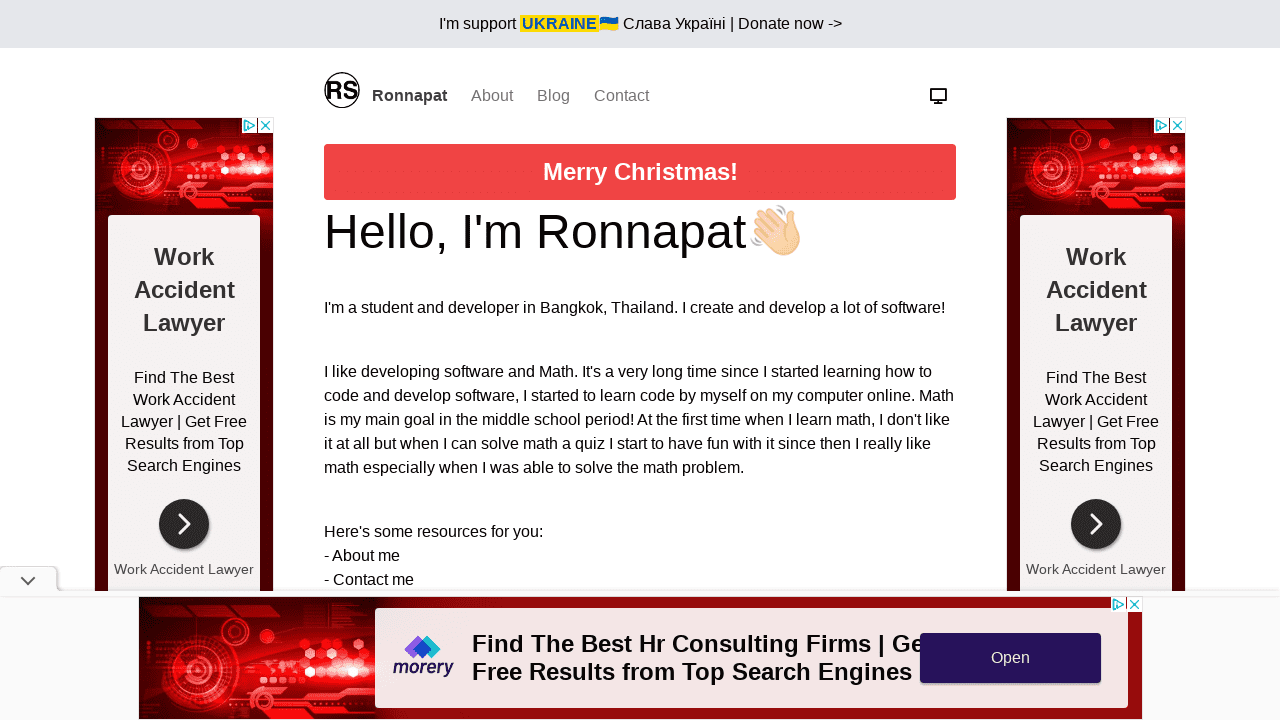 I'm support UKRAINE🇺🇦 Слава Україні | Donate now ->
RS Ronnapat About Blog Contact
Merry Christmas!
Hello, I'm Ronnapat👋🏻
I'm a student and developer in Bangkok, Thailand. I create and develop a lot of software!
I like developing software and Math. It's a very long time since I started learning how to
code and develop software, I started to learn code by myself on my computer online. Math
is my main goal in the middle school period! At the first time when I learn math, I don't like
it at all but when I can solve math a quiz I start to have fun with it since then I really like
math especially when I was able to solve the math problem.
Here's some resources for you:
- About me
- Contact me
Work
Accident
Lawyer
Find The Best
Work Accident
Lawyer | Get Free
Results from Top
Search Engines
Work Accident Lawyer
Work
Accident
Lawyer
Find The Best
Work Accident
Lawyer | Get Free
Results from Top
Search Engines
Work Accident Lawyer
morery
Find The Best Hr Consulting Firms | Ge
Free Results from Top Search Engines
Open